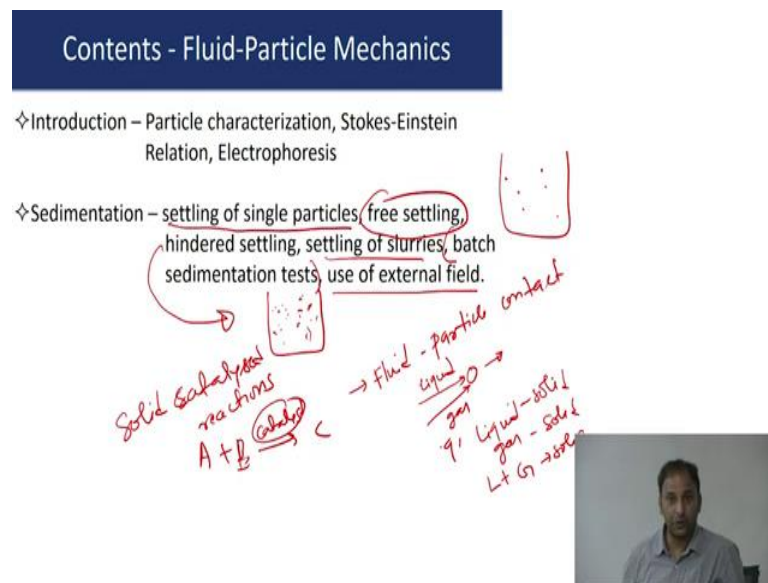 Contents - Fluid-Particle Mechanics
✧Introduction – Particle characterization, Stokes-Einstein
Relation, Electrophoresis
✧Sedimentation – settling of single particles, free settling,
hindered settling, settling of slurries, batch
sedimentation tests, use of external field.
→ Fluid - particle contact
liquid
gas
Liquid-solid
gas - solid
L + G → soli
Solid catalysed
reactions
A + B catalyst C